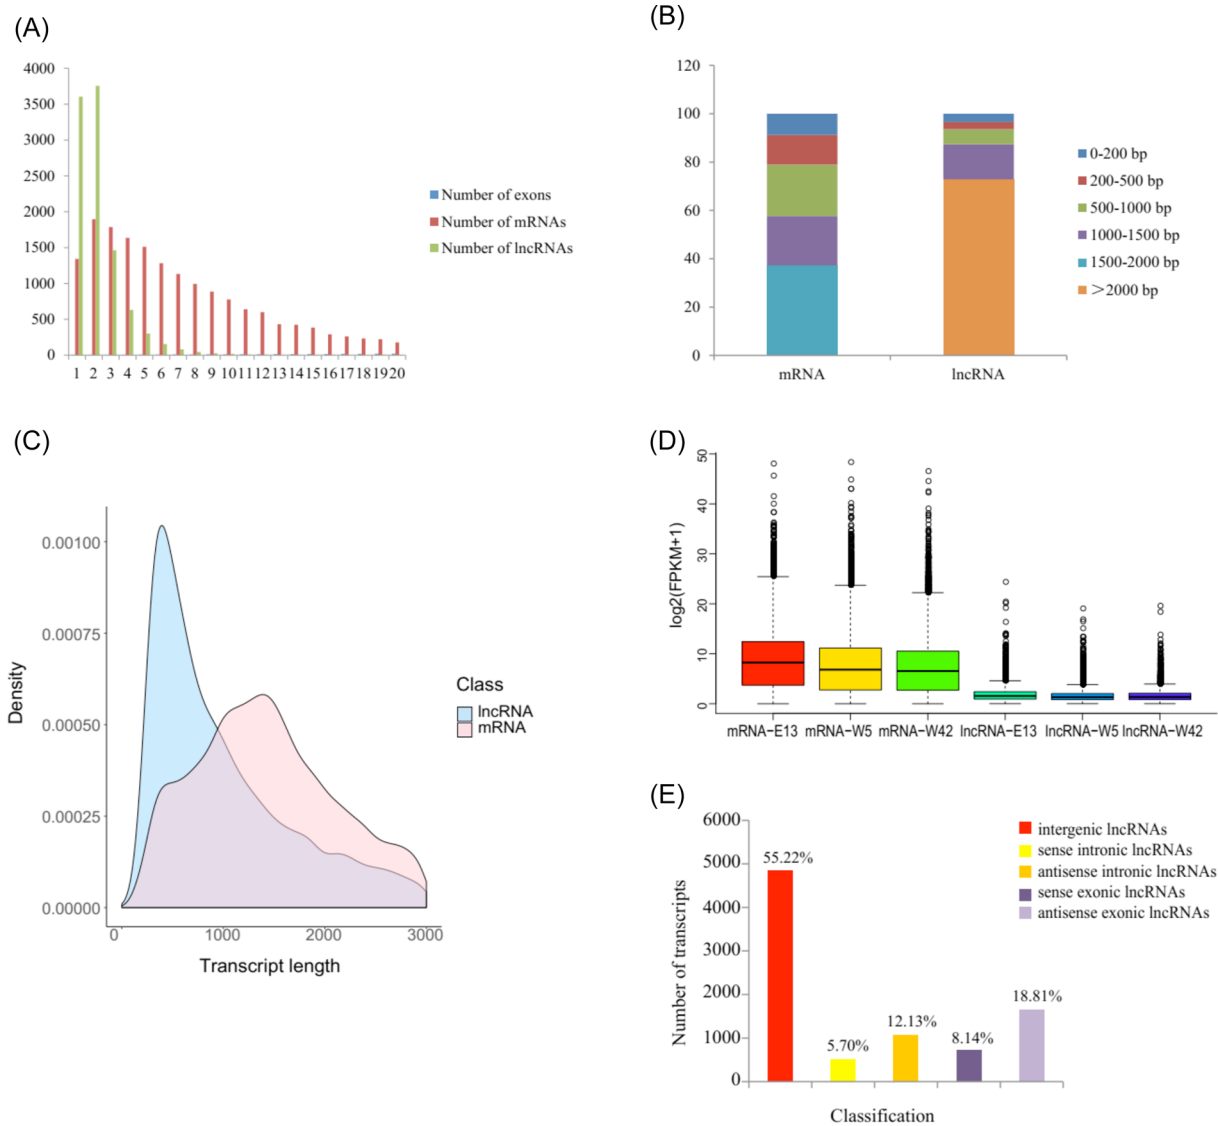 (A)
4000
3500
3000
2500
2000
1500
1000
500
0
1 2 3 4 5 6 7 8 9 10 11 12 13 14 15 16 17 18 19 20
Number of exons
Number of mRNAs
Number of lncRNAs
(B)
120
100
80
60
40
20
0
mRNA lncRNA
0-200 bp
200-500 bp
500-1000 bp
1000-1500 bp
1500-2000 bp
>2000 bp
(C)
Density
0.00100
0.00075
0.00050
0.00025
0.00000
0 1000 2000 3000
Transcript length
Class
lncRNA
mRNA
(D)
log2(FPKM+1)
50
40
30
20
10
0
mRNA-E13 mRNA-W5 mRNA-W42 lncRNA-E13 lncRNA-W5 lncRNA-W42
(E)
Number of transcripts
6000
5000
4000
3000
2000
1000
0
55.22%
5.70%
12.13%
8.14%
18.81%
Classification
intergenic lncRNAs
sense intronic lncRNAs
antisense intronic lncRNAs
sense exonic lncRNAs
antisense exonic lncRNAs